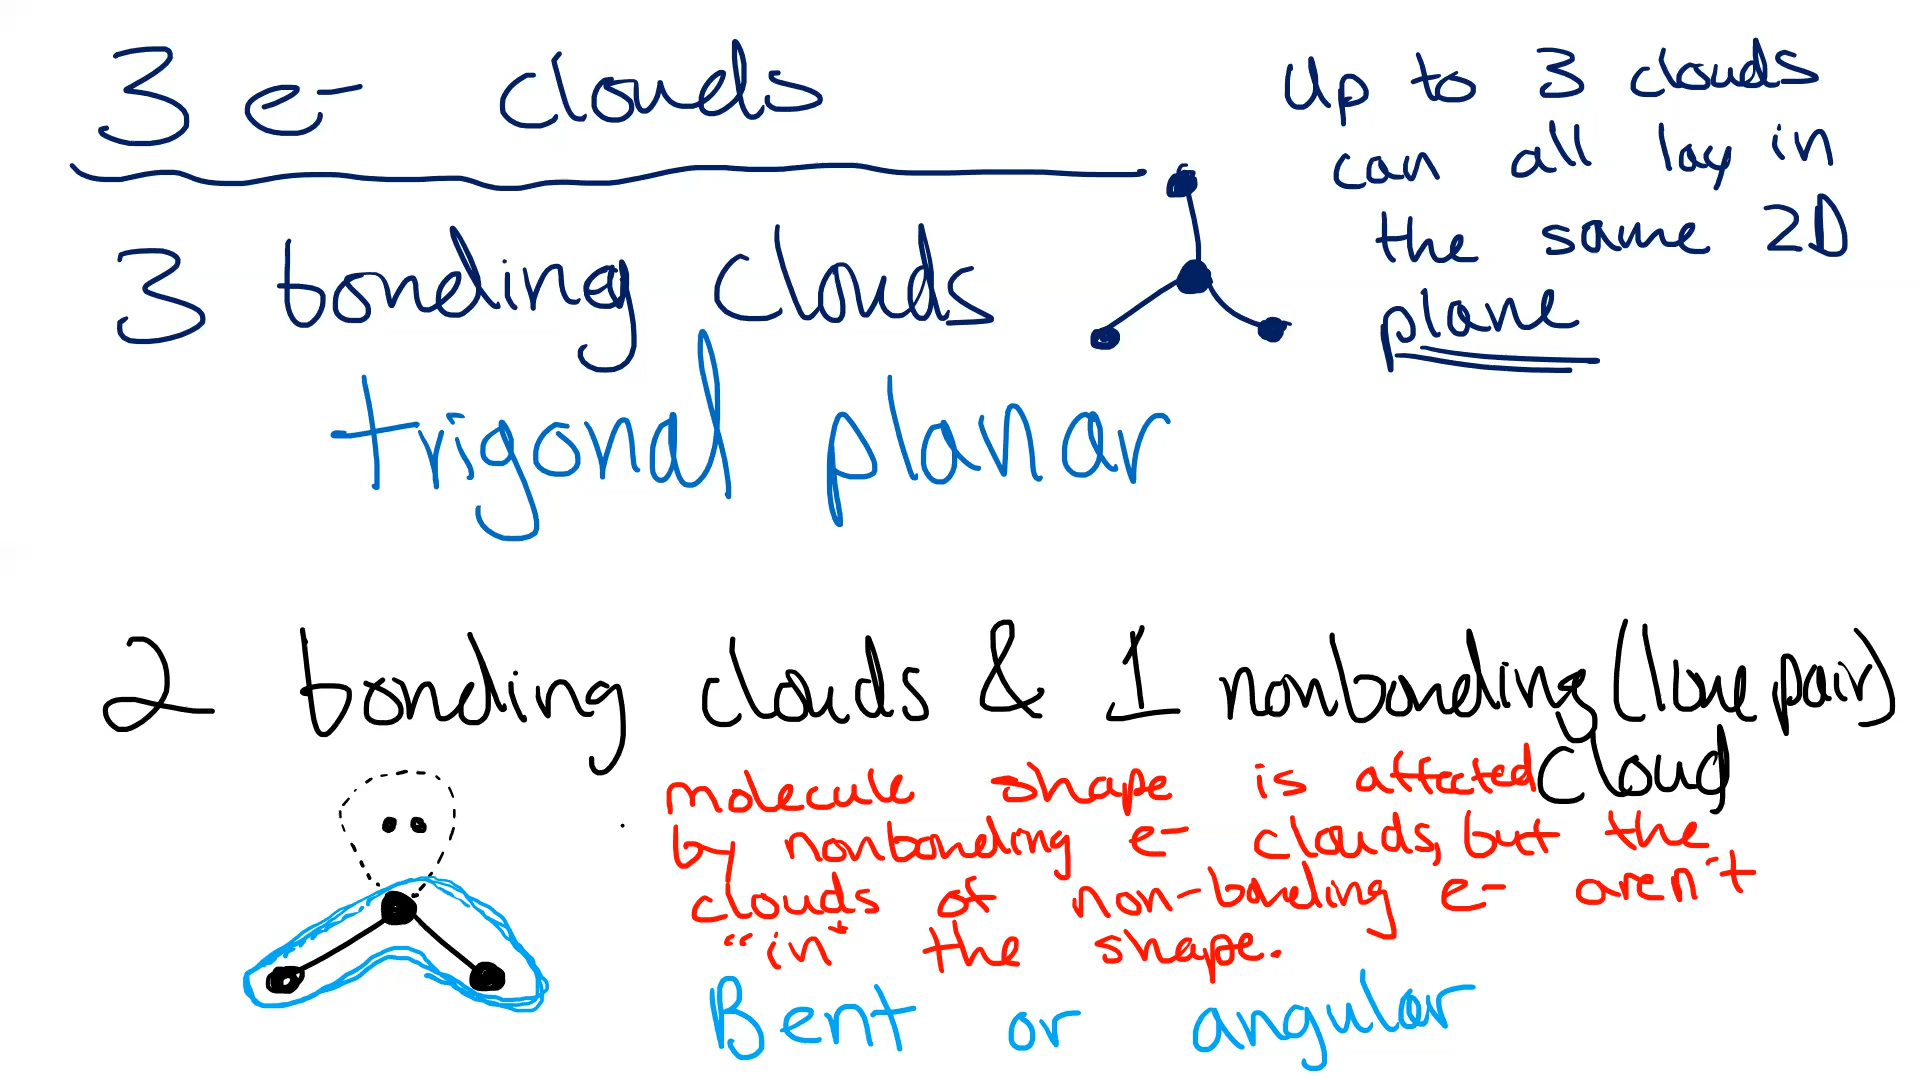 3 e- clouds
Up to 3 clouds
can all lay in
the same 2D
plane
3 bonding clouds
trigonal planar
2 bonding clouds & 1 nonbonding (lone pair)
cloud
molecule shape is affected
by nonbonding e- clouds, but the
clouds of non-bonding e- aren't
"in" the shape.
Bent or angular